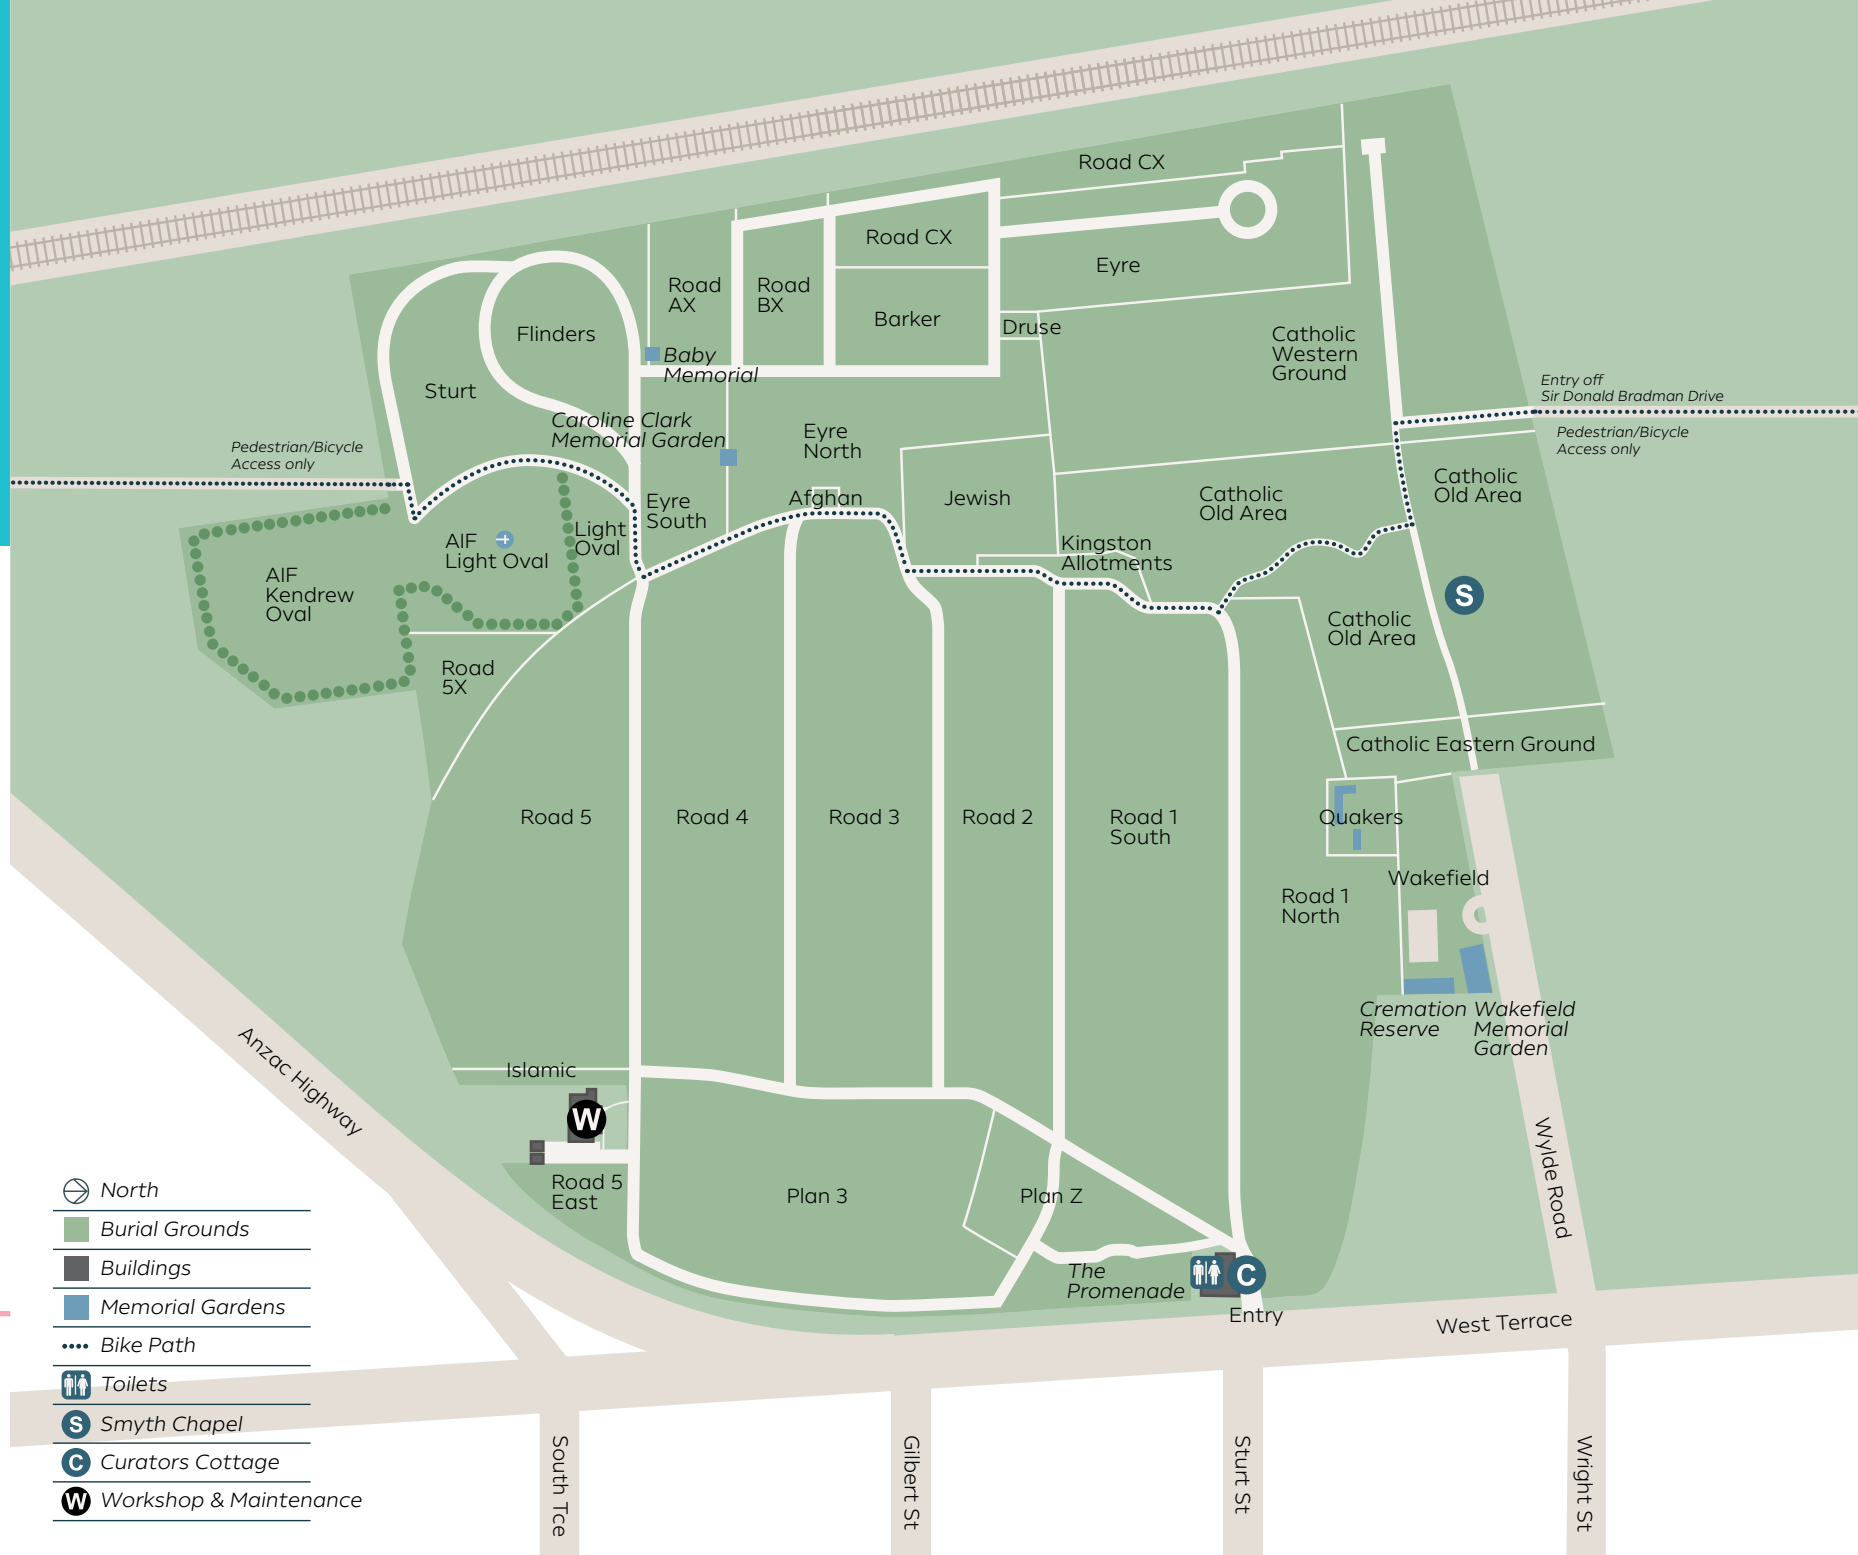 Road CX
Road CX
Eyre
Road
AX
Road
BX
Barker
Druse
Flinders
Sturt
Baby
Memorial
Catholic
Western
Ground
Entry off
Sir Donald Bradman Drive
Pedestrian/Bicycle
Access only
Caroline Clark
Memorial Garden
Eyre
North
Pedestrian/Bicycle
Access only
Catholic
Old Area
Catholic
Old Area
Eyre
South
Afghan
Jewish
AIF
Light Oval
Light
Oval
Kingston
Allotments
AIF
Kendrew
Oval
S
Catholic
Old Area
Road
5X
Catholic Eastern Ground
Road 5
Road 4
Road 3
Road 2
Road 1
South
Quakers
Wakefield
Road 1
North
Cremation
Reserve
Wakefield
Memorial
Garden
Anzac Highway
Islamic
W
Wylde Road
Road 5
East
Plan 3
Plan Z
The
Promenade
C
Entry
West Terrace
North
Burial Grounds
Buildings
Memorial Gardens
Bike Path
Toilets
S Smyth Chapel
C Curators Cottage
W Workshop & Maintenance
South Tce
Gilbert St
Sturt St
Wright St